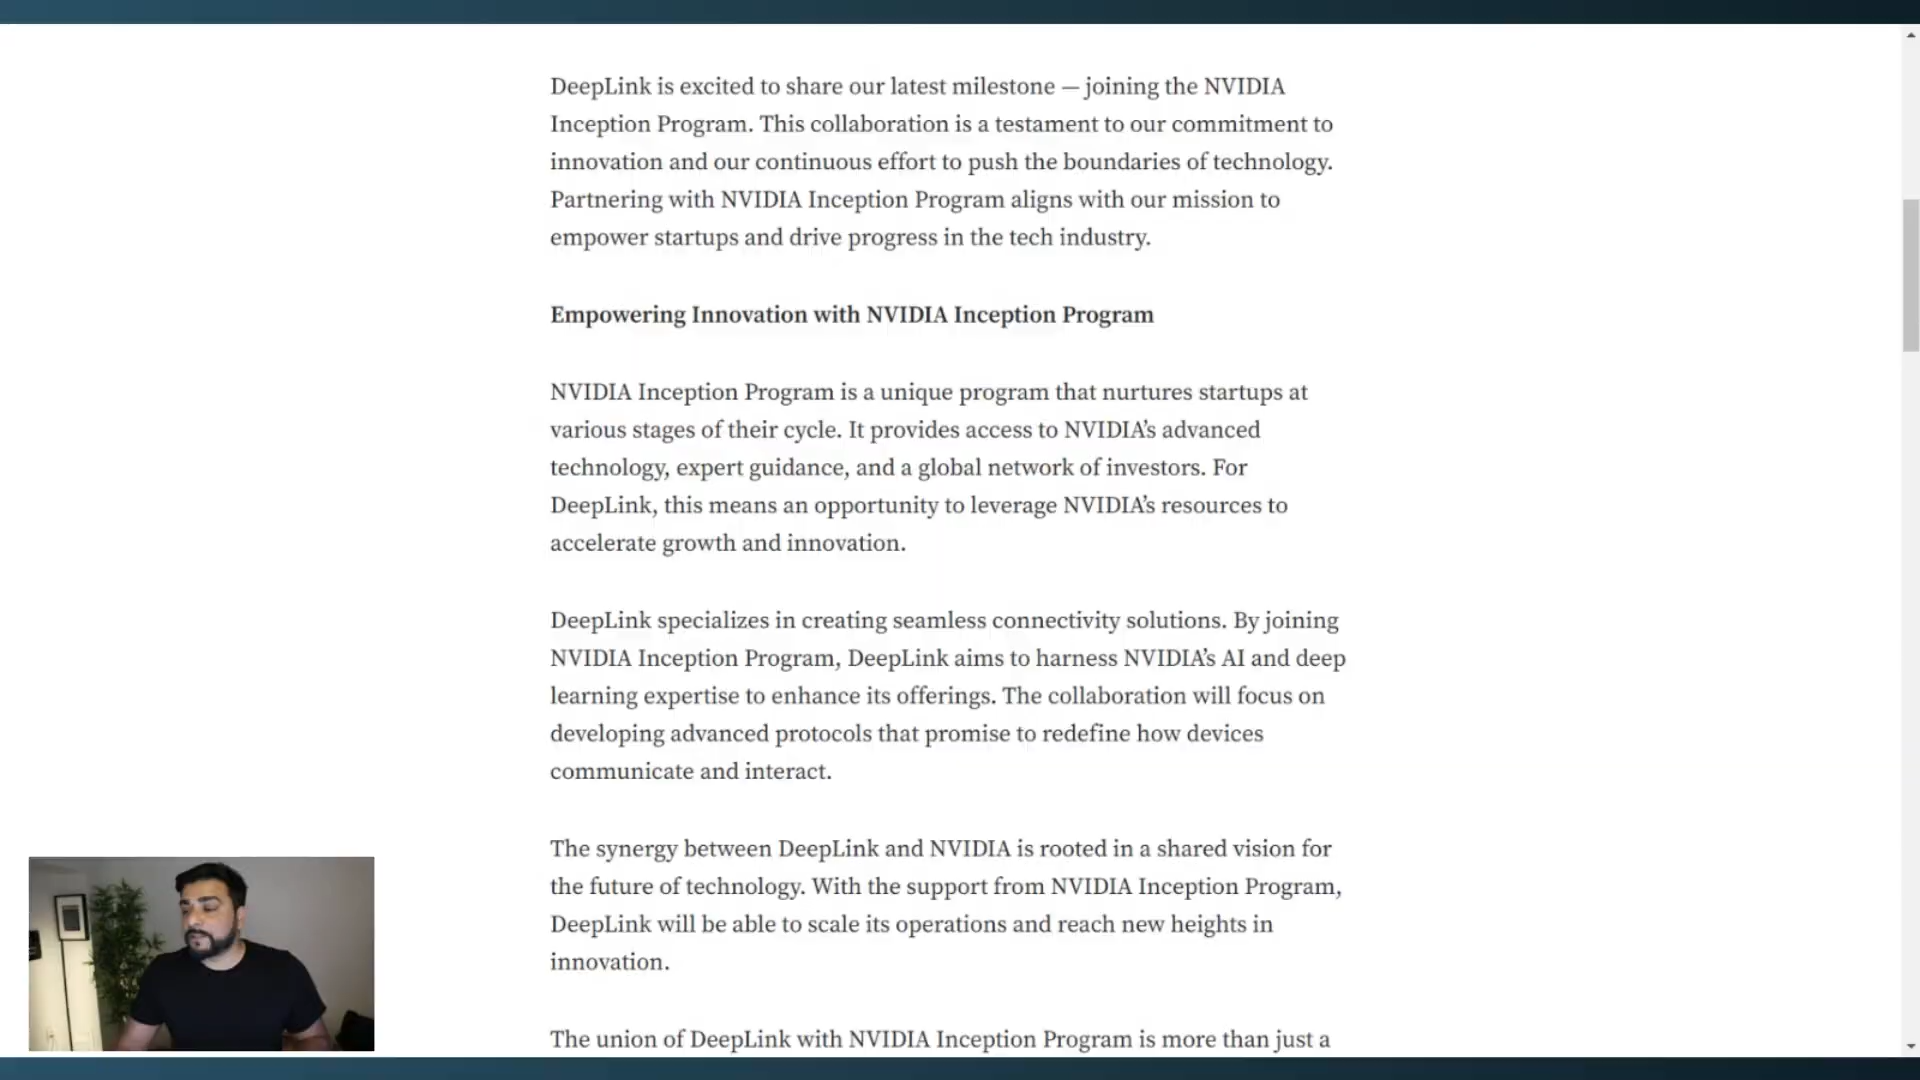 DeepLink is excited to share our latest milestone — joining the NVIDIA
Inception Program. This collaboration is a testament to our commitment to
innovation and our continuous effort to push the boundaries of technology.
Partnering with NVIDIA Inception Program aligns with our mission to
empower startups and drive progress in the tech industry.
Empowering Innovation with NVIDIA Inception Program
NVIDIA Inception Program is a unique program that nurtures startups at
various stages of their cycle. It provides access to NVIDIA’s advanced
technology, expert guidance, and a global network of investors. For
DeepLink, this means an opportunity to leverage NVIDIA’s resources to
accelerate growth and innovation.
DeepLink specializes in creating seamless connectivity solutions. By joining
NVIDIA Inception Program, DeepLink aims to harness NVIDIA’s AI and deep
learning expertise to enhance its offerings. The collaboration will focus on
developing advanced protocols that promise to redefine how devices
communicate and interact.
The synergy between DeepLink and NVIDIA is rooted in a shared vision for
the future of technology. With the support from NVIDIA Inception Program,
DeepLink will be able to scale its operations and reach new heights in
innovation.
The union of DeepLink with NVIDIA Inception Program is more than just a